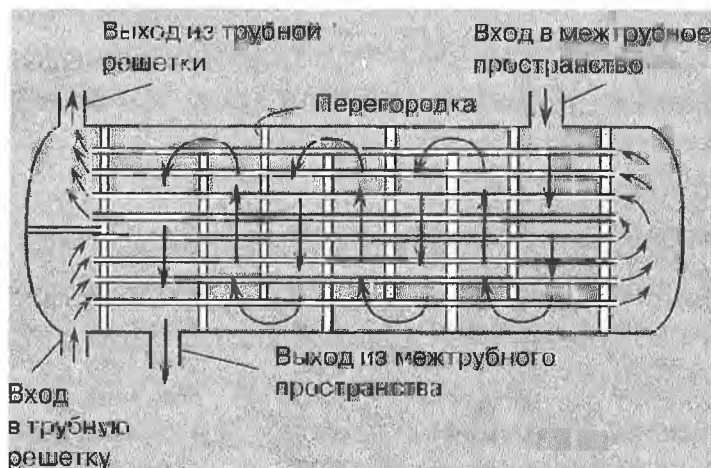 Выход из трубной
решетки
Вход в межтрубное
пространство
Перегородка
Выход из межтрубного
пространства
Вход
в трубную
решетку